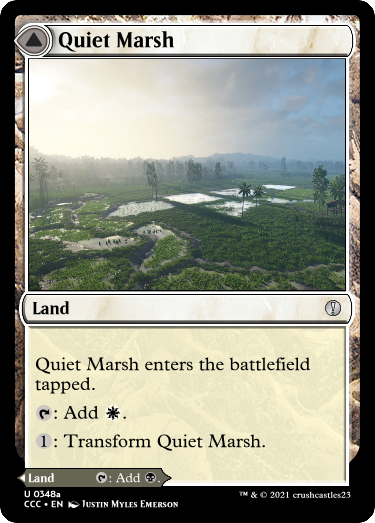 Quiet Marsh
Land
Quiet Marsh enters the battlefield
tapped.
: Add .
1: Transform Quiet Marsh.
Land : Add .
U 0348a
CCC • EN Justin Myles Emerson
™ & © 2021 crushcastles23